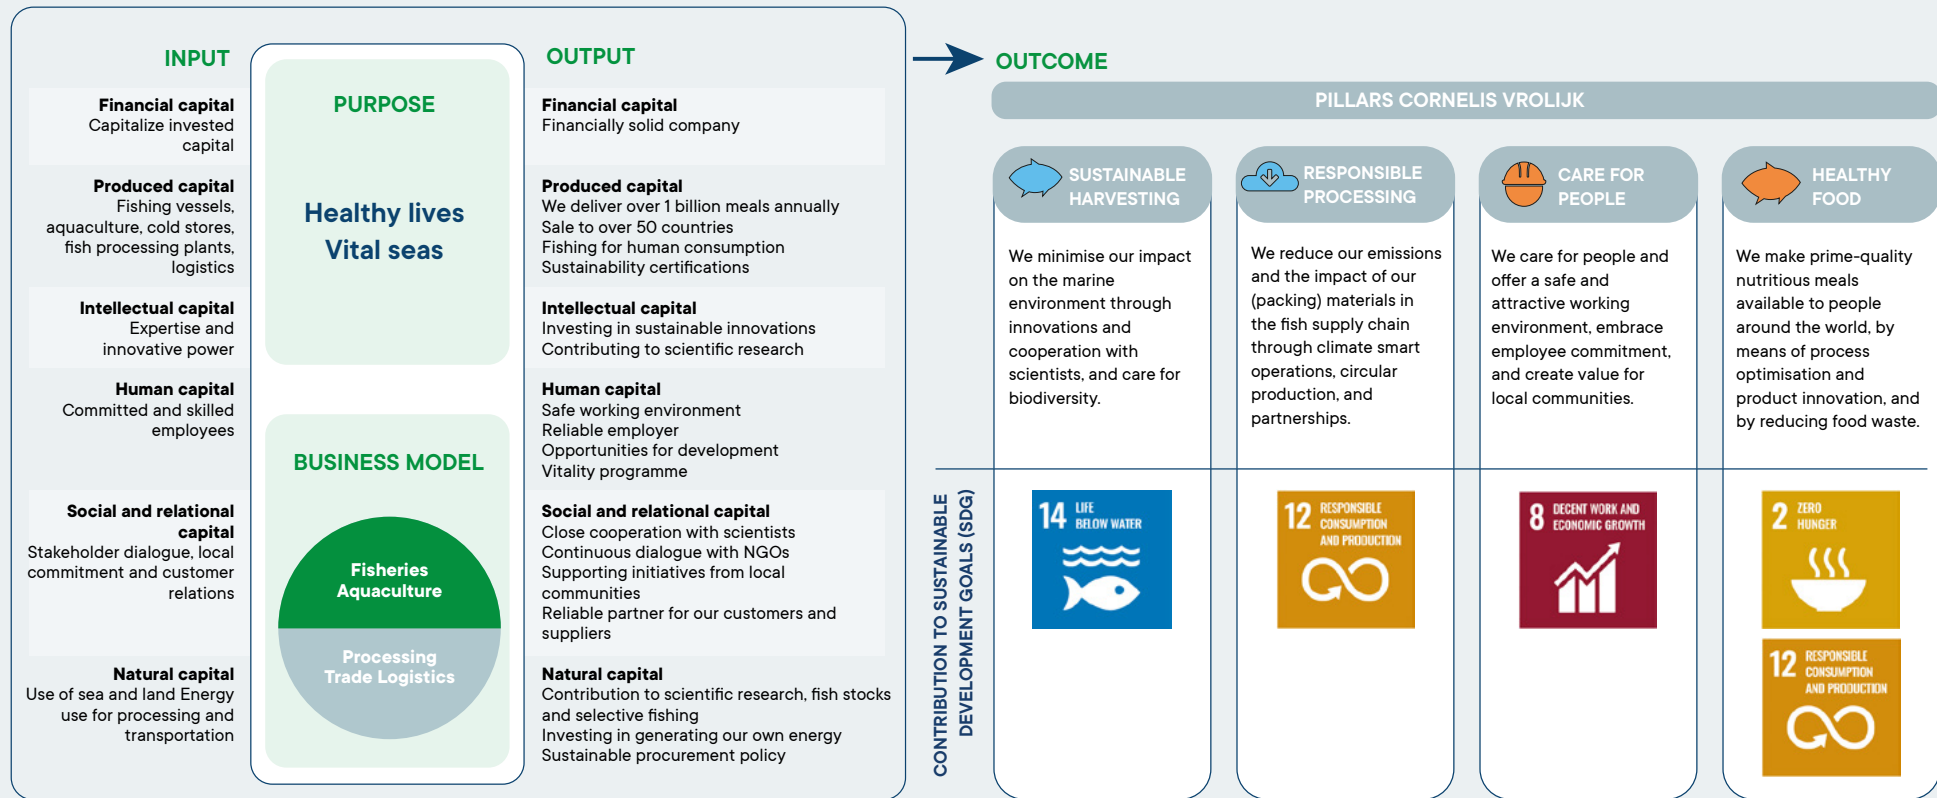 INPUT
Financial capital
Capitalize invested
capital
Produced capital
Fishing vessels,
aquaculture, cold stores,
fish processing plants,
logistics
Intellectual capital
Expertise and
innovative power
Human capital
Committed and skilled
employees
Social and relational
capital
Stakeholder dialogue, local
commitment and customer
relations
Natural capital
Use of sea and land Energy
use for processing and
transportation
PURPOSE
Healthy lives
Vital seas
BUSINESS MODEL
Fisheries
Aquaculture
Processing
Trade Logistics
OUTPUT
Financial capital
Financially solid company
Produced capital
We deliver over 1 billion meals annually
Sale to over 50 countries
Fishing for human consumption
Sustainability certifications
Intellectual capital
Investing in sustainable innovations
Contributing to scientific research
Human capital
Safe working environment
Reliable employer
Opportunities for development
Vitality programme
Social and relational capital
Close cooperation with scientists
Continuous dialogue with NGOs
Supporting initiatives from local
communities
Reliable partner for our customers and
suppliers
Natural capital
Contribution to scientific research, fish stocks
and selective fishing
Investing in generating our own energy
Sustainable procurement policy
OUTCOME
PILLARS CORNELIS VROLIJK
SUSTAINABLE
HARVESTING
We minimise our impact
on the marine
environment through
innovations and
cooperation with
scientists, and care for
biodiversity.
RESPONSIBLE
PROCESSING
We reduce our emissions
and the impact of our
(packing) materials in
the fish supply chain
through climate smart
operations, circular
production, and
partnerships.
CARE FOR
PEOPLE
We care for people and
offer a safe and
attractive working
environment, embrace
employee commitment,
and create value for
local communities.
HEALTHY
FOOD
We make prime-quality
nutritious meals
available to people
around the world, by
means of process
optimisation and
product innovation, and
by reducing food waste.
CONTRIBUTION TO SUSTAINABLE
DEVELOPMENT GOALS (SDG)
14 LIFE
BELOW WATER
12 RESPONSIBLE
CONSUMPTION
AND PRODUCTION
8 DECENT WORK AND
ECONOMIC GROWTH
2 ZERO
HUNGER
12 RESPONSIBLE
CONSUMPTION
AND PRODUCTION